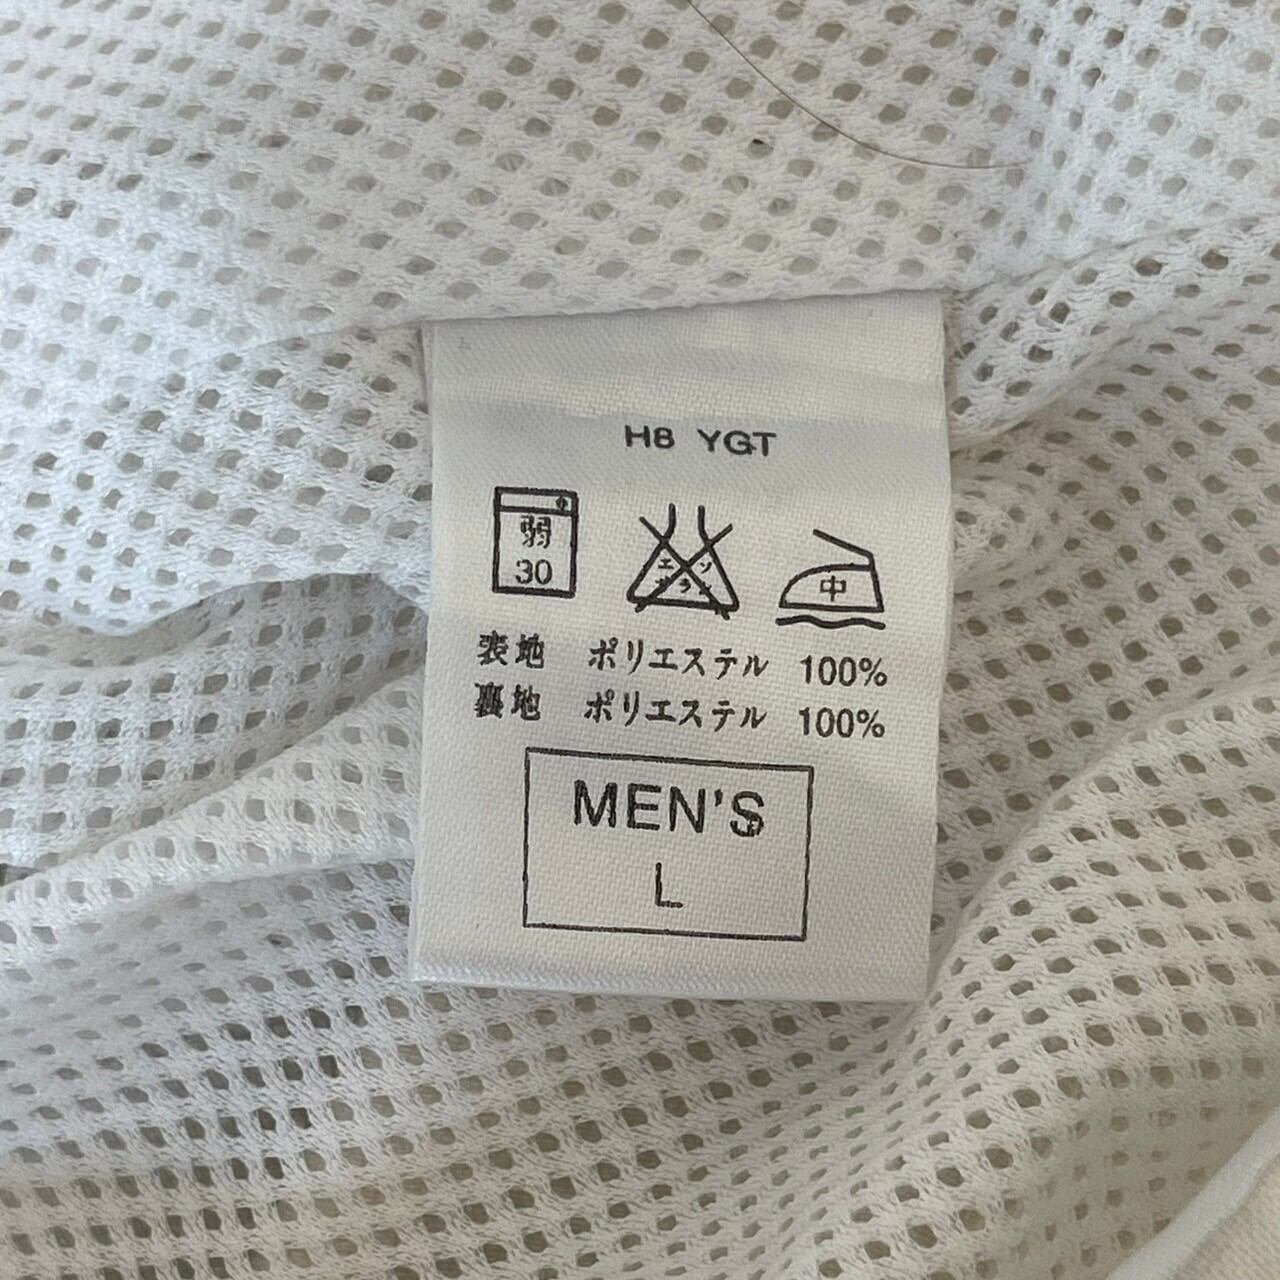 H8 YGT
弱
30
エンソ
中
表地 ポリエステル 100%
裏地 ポリエステル 100%
MEN'S
L